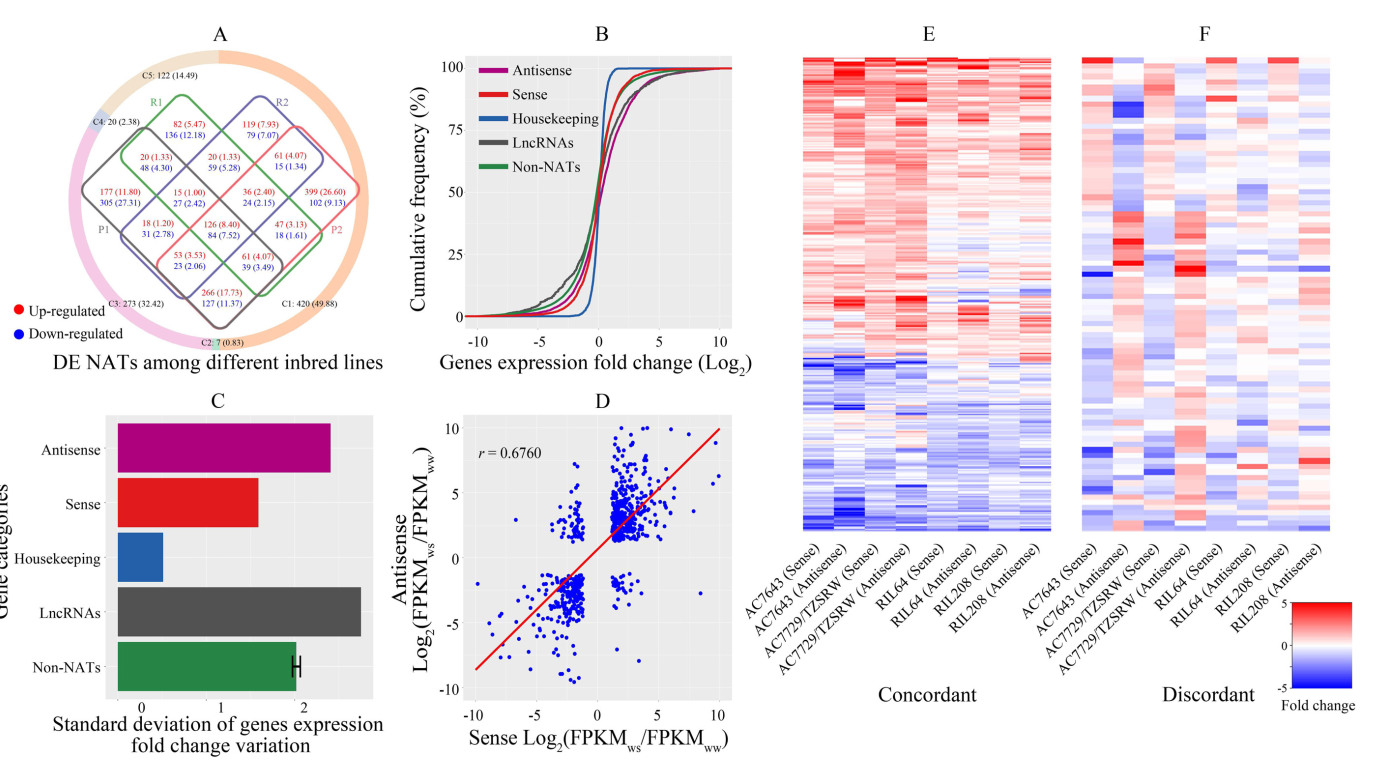 A
C5: 122 (14.49)
R1
R2
82 (5.47)
136 (12.18)
119 (7.93)
79 (7.07)
C4: 20 (2.38)
20 (1.33)
48 (4.30)
20 (1.33)
59 (5.28)
61 (4.07)
15 (1.34)
177 (11.80)
305 (27.31)
15 (1.00)
27 (2.42)
36 (2.40)
24 (2.15)
399 (26.60)
102 (9.13)
P1
18 (1.20)
31 (2.78)
126 (8.40)
84 (7.52)
47 (3.13)
18 (1.61)
P2
53 (3.53)
23 (2.06)
61 (4.07)
39 (3.49)
266 (17.73)
127 (11.37)
C3: 273 (32.42)
C1: 420 (49.88)
C2: 7 (0.83)
Up-regulated
Down-regulated
DE NATs among different inbred lines
B
Antisense
Sense
Housekeeping
LncRNAs
Non-NATs
100
75
50
25
0
Cumulative frequency (%)
-10
-5
0
5
10
Genes expression fold change (Log2)
C
Gene categories
Antisense
Sense
Housekeeping
LncRNAs
Non-NATs
0
1
2
Standard deviation of genes expression
fold change variation
D
r = 0.6760
Antisense
Log2(FPKMws/FPKMww)
10
5
0
-5
-10
-10
-5
0
5
10
Sense Log2(FPKMws/FPKMww)
E
AC7643 (Sense)
AC7643 (Antisense)
AC7729/TZSRW (Sense)
AC7729/TZSRW (Antisense)
RIL64 (Sense)
RIL64 (Antisense)
RIL208 (Sense)
RIL208 (Antisense)
Concordant
F
AC7643 (Sense)
AC7643 (Antisense)
AC7729/TZSRW (Sense)
AC7729/TZSRW (Antisense)
RIL64 (Sense)
RIL64 (Antisense)
RIL208 (Sense)
RIL208 (Antisense)
Discordant
5
0
-5
Fold change